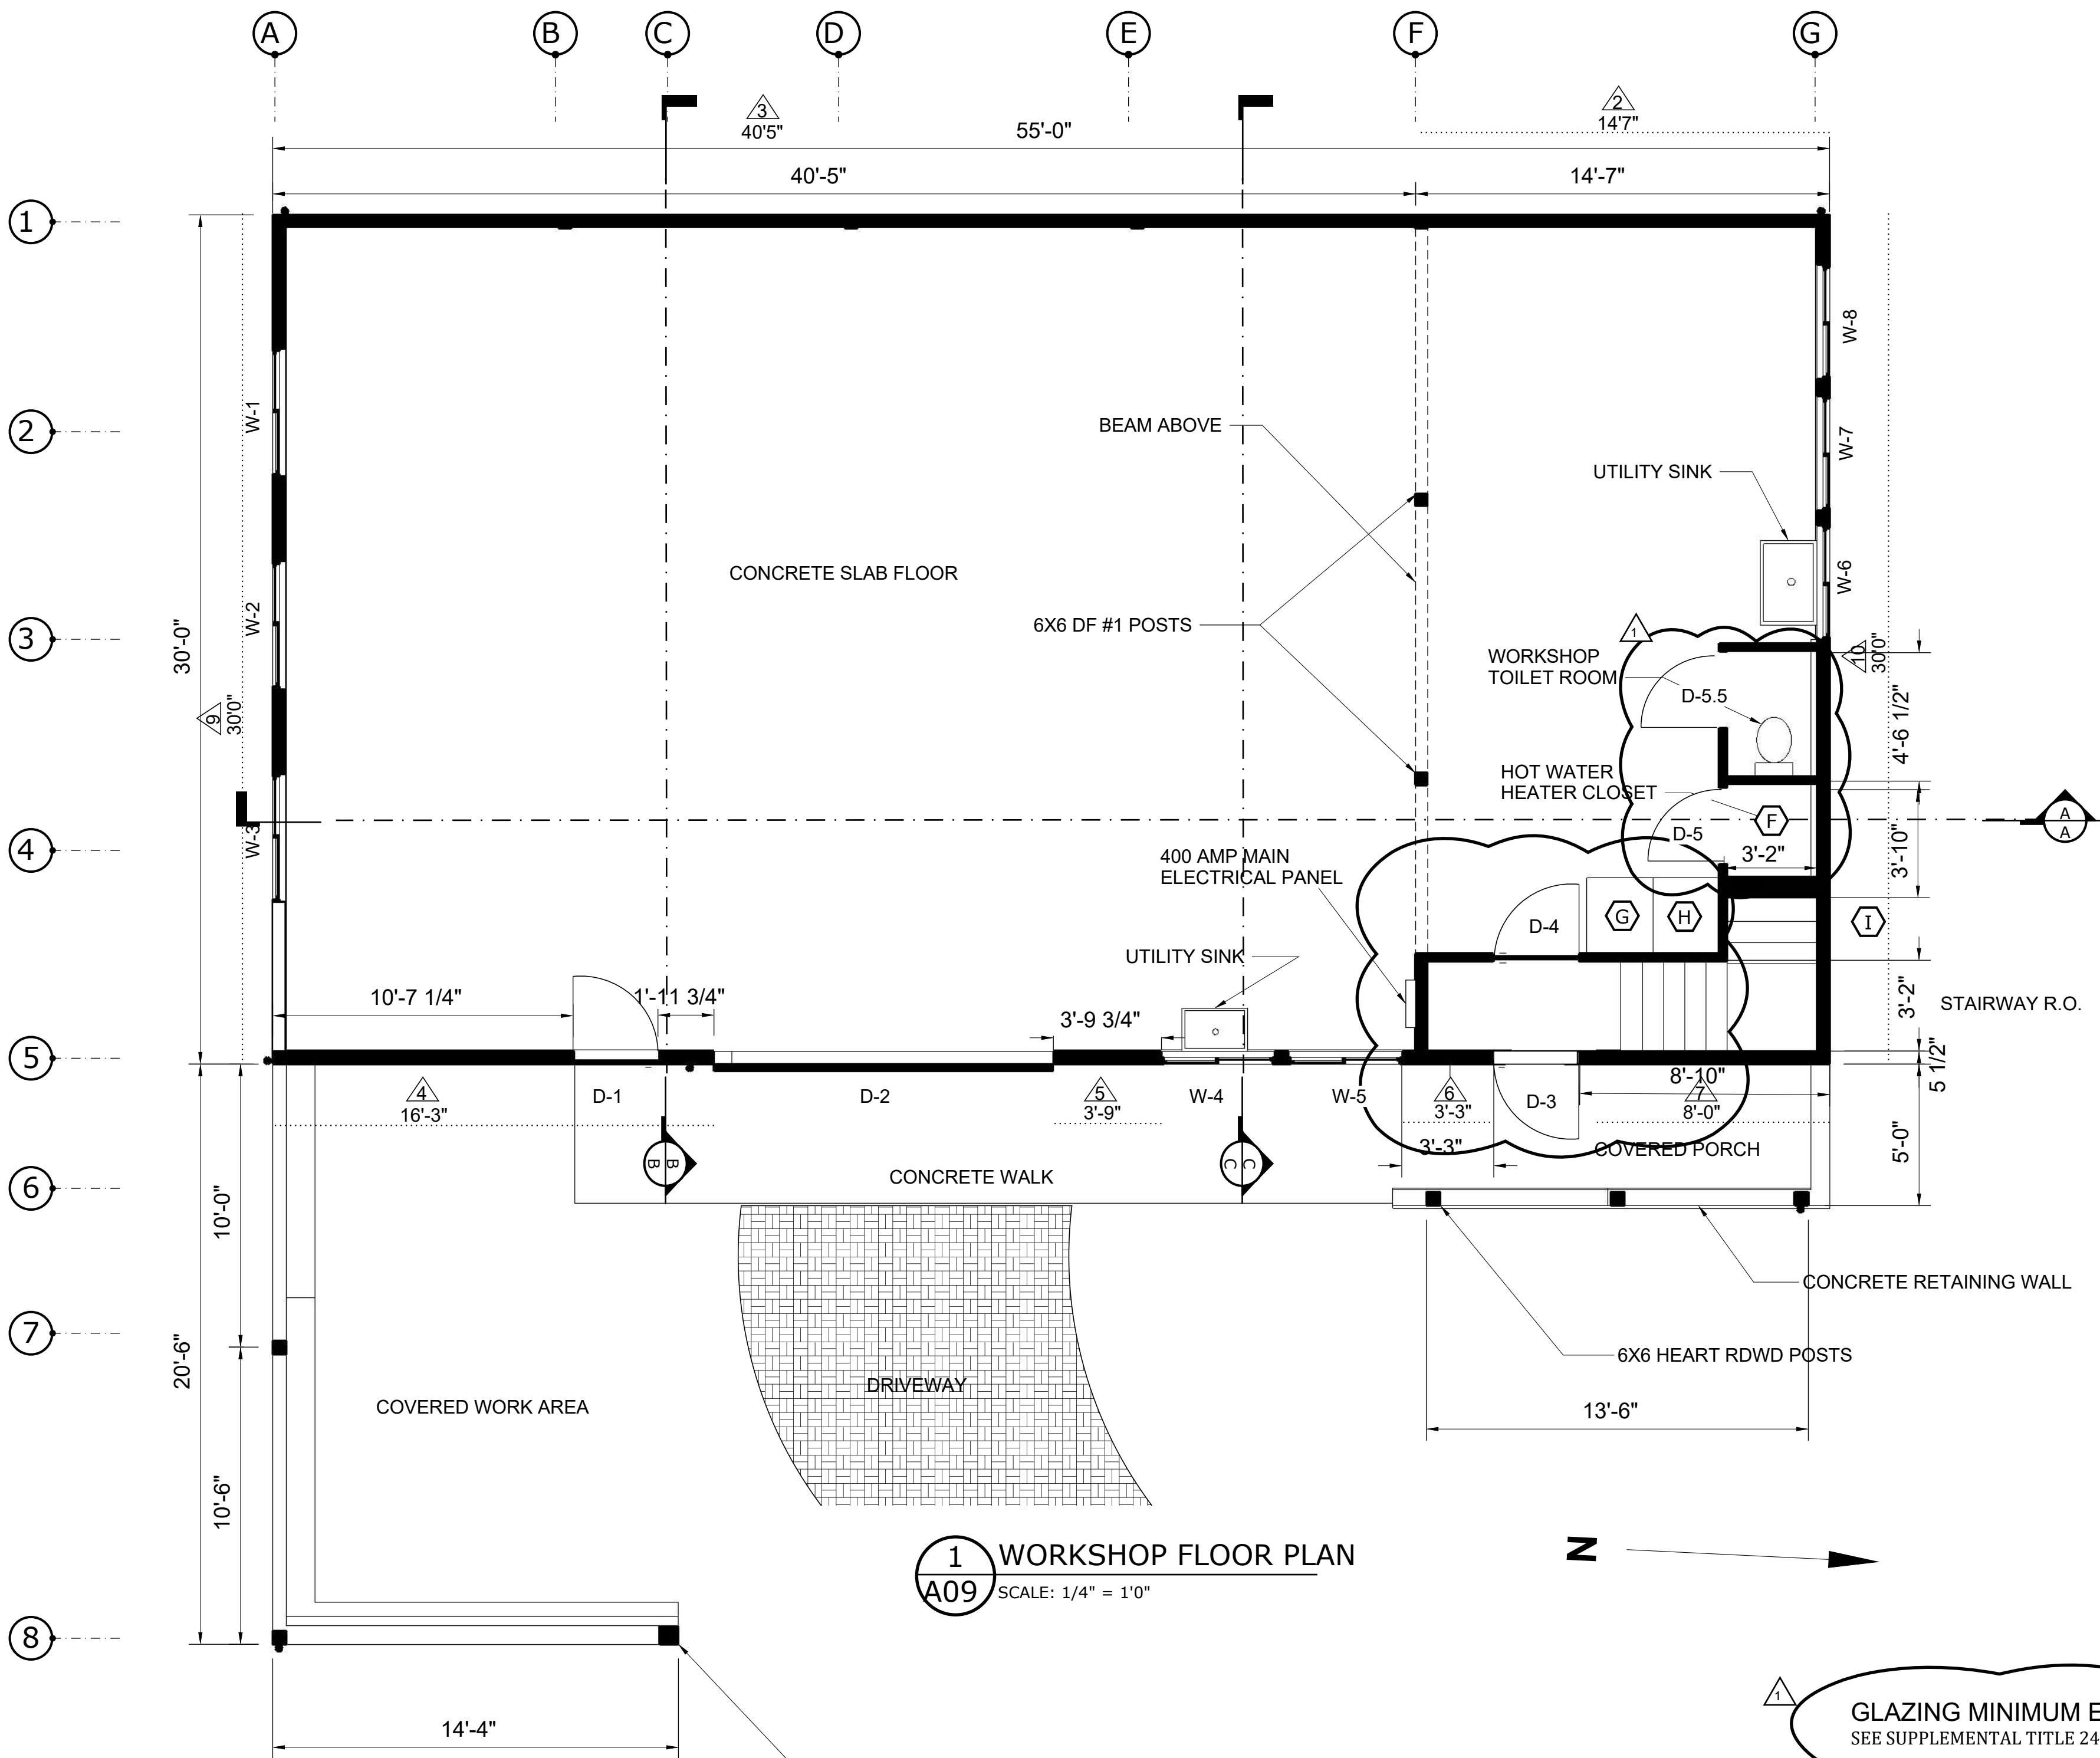 A B C D E F G
3
40'5"
55'-0"
2
14'7"
40'-5"
14'-7"
1
W-8
W-1
2
BEAM ABOVE
W-7
UTILITY SINK
CONCRETE SLAB FLOOR
W-6
W-2
3
6X6 DF #1 POSTS
30'-0"
1
WORKSHOP
TOILET ROOM
10
30'0"
D-5.5
9
30'0"
4'-6 1/2"
HOT WATER
HEATER CLOSET
F
A
A
W-3
4
D-5
3'-2"
3'-10"
400 AMP MAIN
ELECTRICAL PANEL
G
H
I
D-4
UTILITY SINK
10'-7 1/4"
1'-11 3/4"
3'-9 3/4"
3'-2"
STAIRWAY R.O.
5
5 1/2"
8'-10"
4
16'-3"
D-1
D-2
5
3'-9"
W-4
W-5
6
3'-3"
D-3
7
8'-0"
3'-3"
COVERED PORCH
5'-0"
B
B
C
C
CONCRETE WALK
6
10'-0"
CONCRETE RETAINING WALL
7
20'-6"
6X6 HEART RDWD POSTS
DRIVEWAY
COVERED WORK AREA
13'-6"
10'-6"
1
A09
WORKSHOP FLOOR PLAN
SCALE: 1/4" = 1'0"
N
8
1
GLAZING MINIMUM E
SEE SUPPLEMENTAL TITLE 24
14'-4"